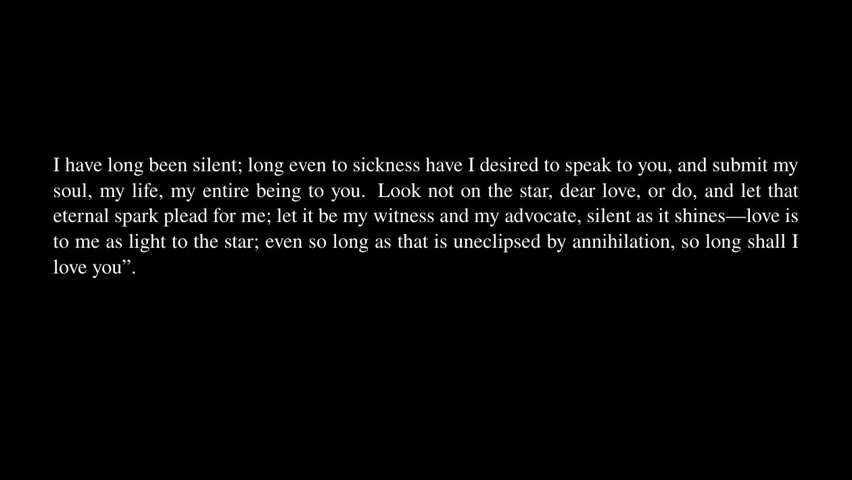 I have long been silent; long even to sickness have I desired to speak to you, and submit my
soul, my life, my entire being to you. Look not on the star, dear love, or do, and let that
eternal spark plead for me; let it be my witness and my advocate, silent as it shines—love is
to me as light to the star; even so long as that is uneclipsed by annihilation, so long shall I
love you”.